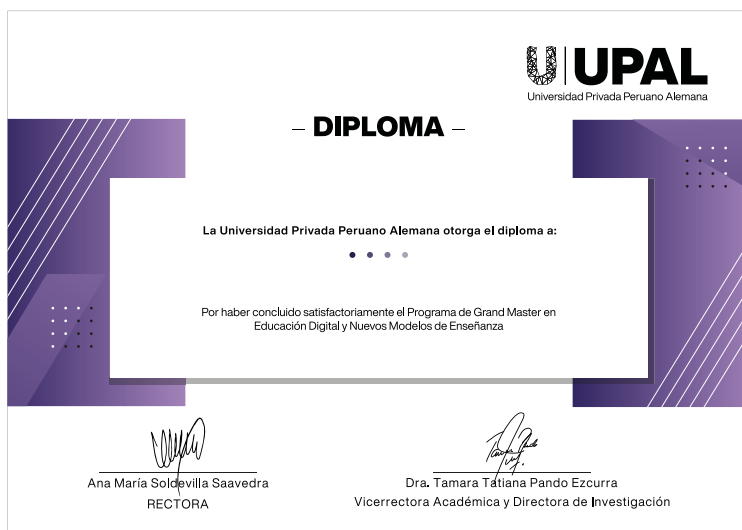 UPAL
Universidad Privada Peruano Alemana
– DIPLOMA –
La Universidad Privada Peruano Alemana otorga el diploma a:
Por haber concluido satisfactoriamente el Programa de Grand Master en
Educación Digital y Nuevos Modelos de Enseñanza
Ana María Soldevilla Saavedra
RECTORA
Dra. Tamara Tatiana Pando Ezcurra
Vicerrectora Académica y Directora de Investigación